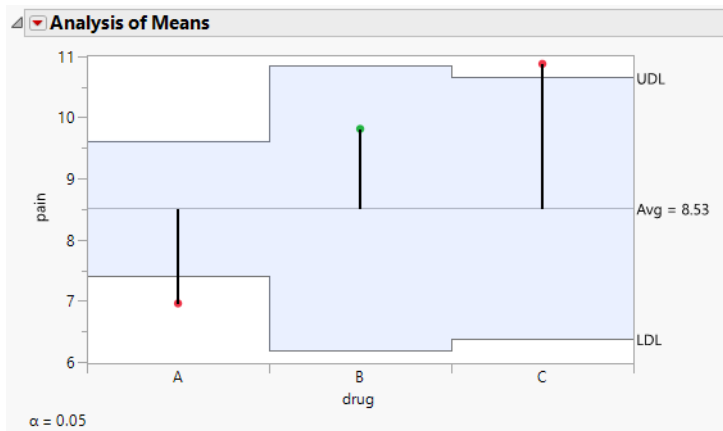 Analysis of Means
11
10
9
8
7
6
pain
UDL
Avg = 8.53
LDL
A B C
drug
α = 0.05